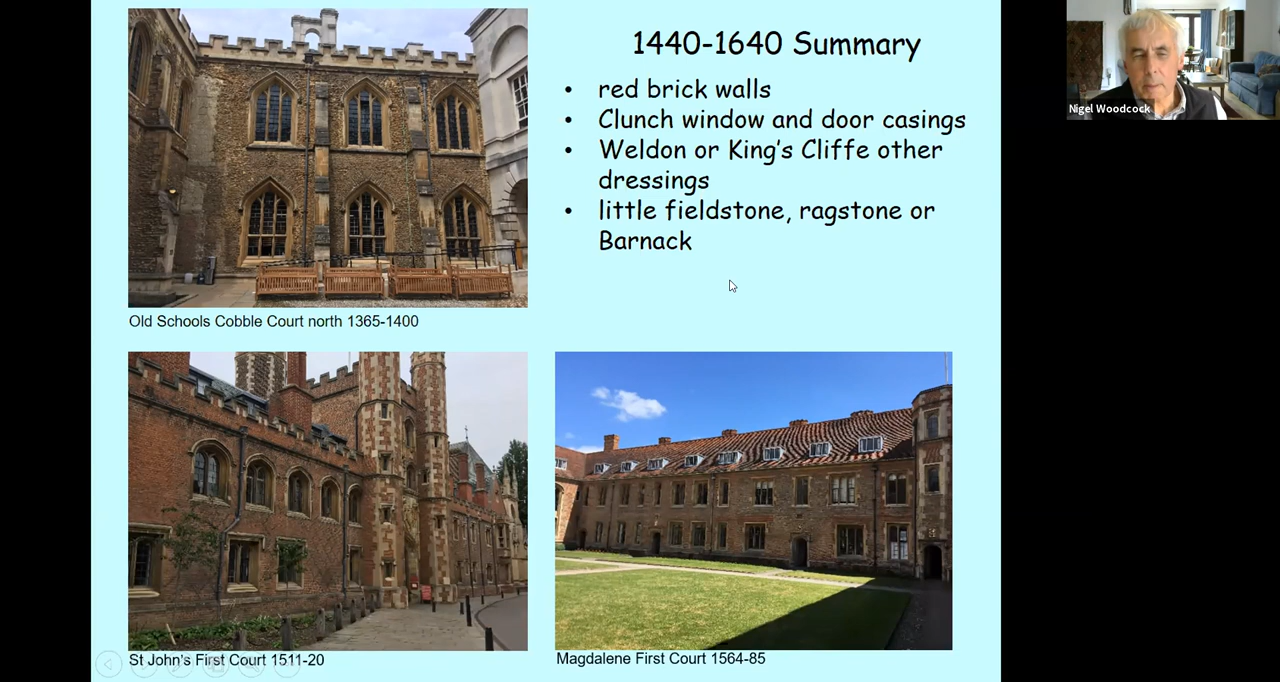 1440-1640 Summary
• red brick walls
• Clunch window and door casings
• Weldon or King's Cliffe other
dressings
• little fieldstone, ragstone or
Barnack
Old Schools Cobble Court north 1365-1400
St John's First Court 1511-20
Magdalene First Court 1564-85
Nigel Woodcock